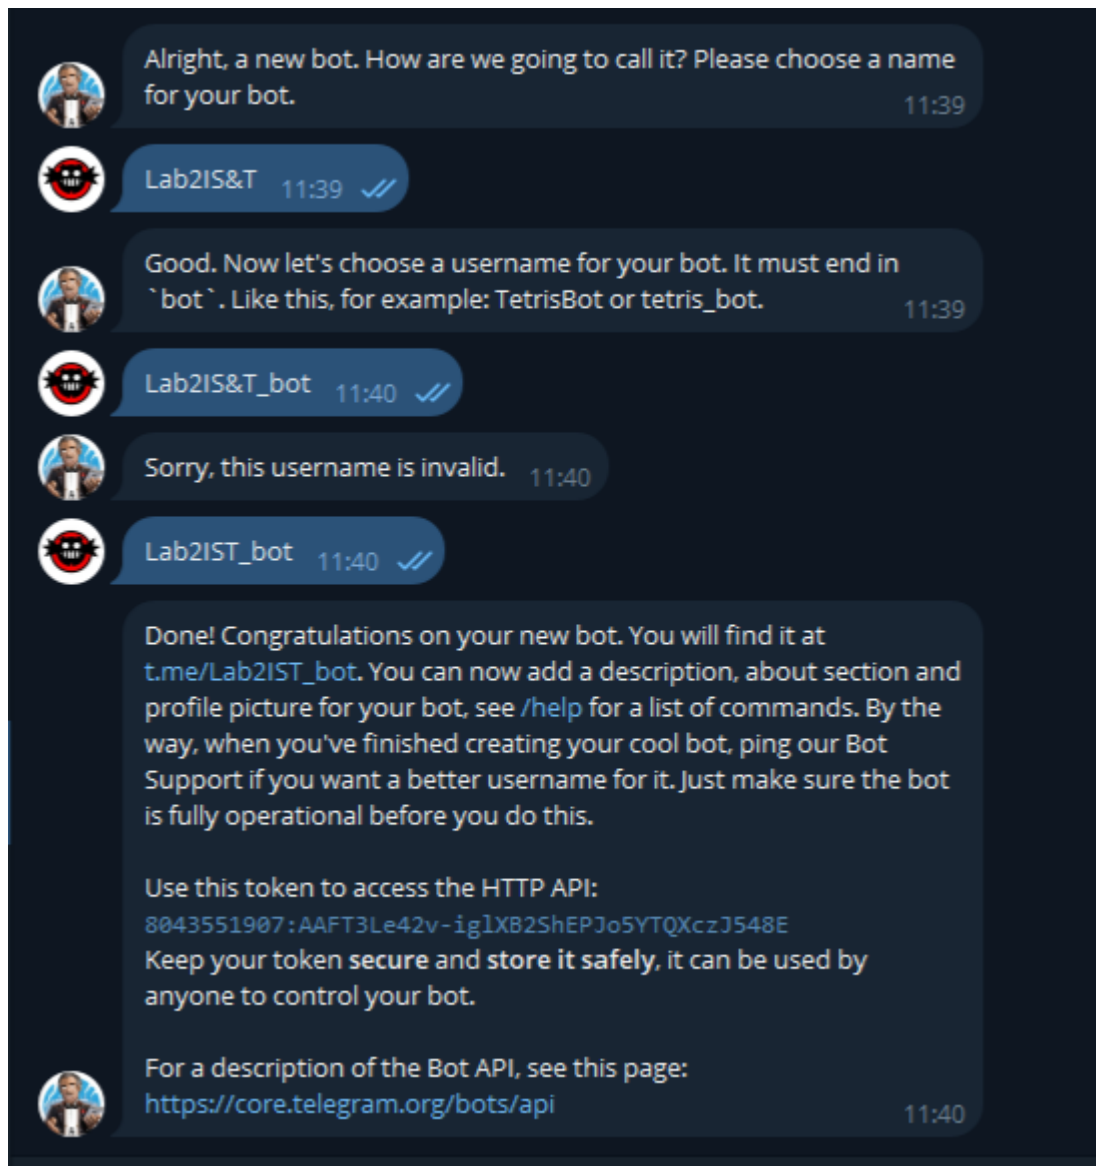 Alright, a new bot. How are we going to call it? Please choose a name
for your bot.
11:39
Lab2IS&T 11:39
Good. Now let's choose a username for your bot. It must end in
`bot`. Like this, for example: TetrisBot or tetris_bot.
11:39
Lab2IS&T_bot 11:40
Sorry, this username is invalid. 11:40
Lab2IST_bot 11:40
Done! Congratulations on your new bot. You will find it at
t.me/Lab2IST_bot. You can now add a description, about section and
profile picture for your bot, see /help for a list of commands. By the
way, when you've finished creating your cool bot, ping our Bot
Support if you want a better username for it. Just make sure the bot
is fully operational before you do this.
Use this token to access the HTTP API:
8043551907:AAFT3Le42v-iglXB2ShEPJo5YTQXczJ548E
Keep your token secure and store it safely, it can be used by
anyone to control your bot.
For a description of the Bot API, see this page:
https://core.telegram.org/bots/api
11:40